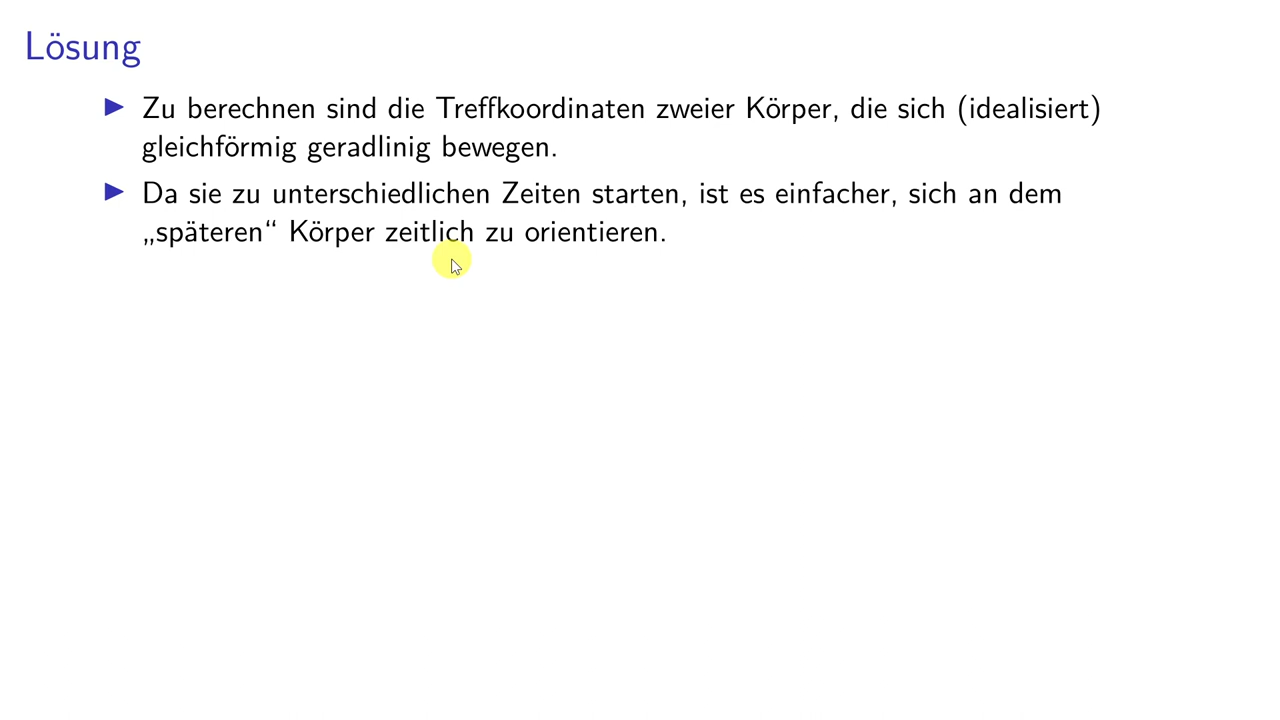 Lösung
Zu berechnen sind die Treffkoordinaten zweier Körper, die sich (idealisiert)
gleichförmig geradlinig bewegen.
Da sie zu unterschiedlichen Zeiten starten, ist es einfacher, sich an dem
„späteren“ Körper zeitlich zu orientieren.